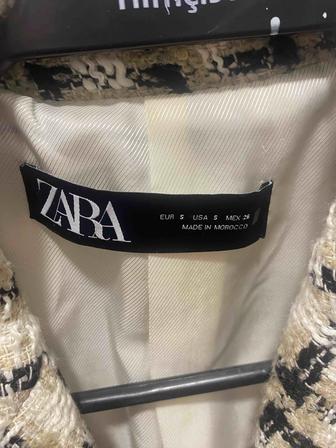 ZARA
EUR S USA S MEX 26
MADE IN MOROCCO